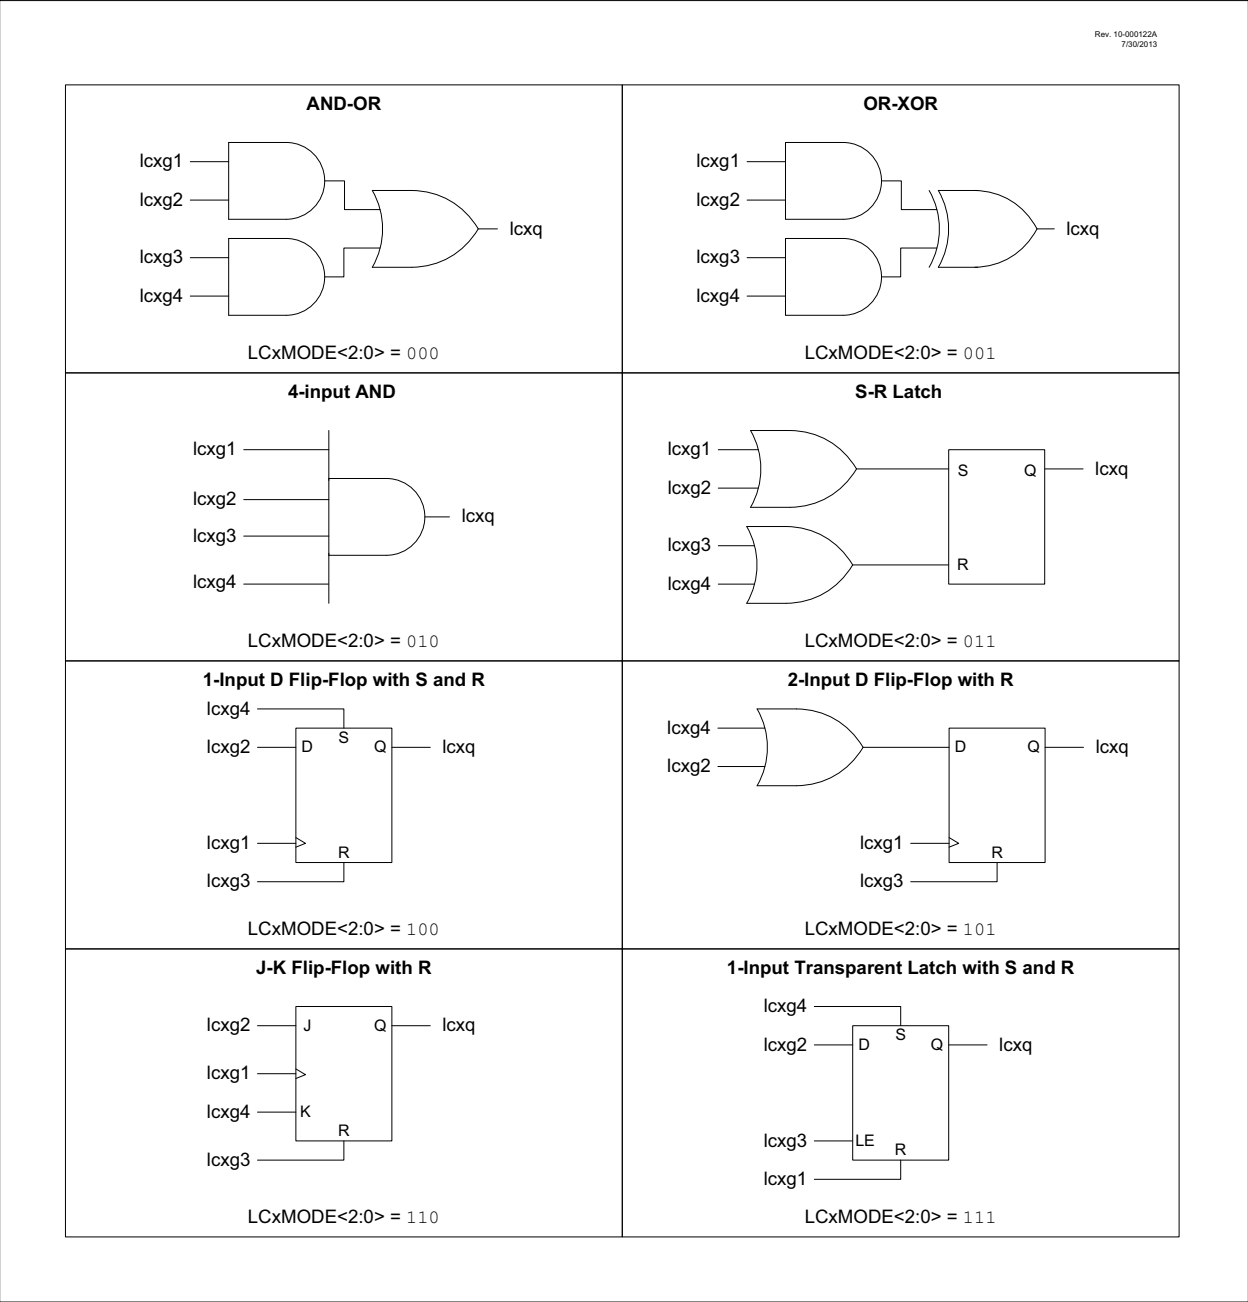 Rev. 10-000122A
7/30/2013
AND-OR
lcxg1
lcxg2
lcxg3
lcxg4
lcxq
LCxMODE<2:0> = 000
OR-XOR
lcxg1
lcxg2
lcxg3
lcxg4
lcxq
LCxMODE<2:0> = 001
4-input AND
lcxg1
lcxg2
lcxg3
lcxg4
lcxq
LCxMODE<2:0> = 010
S-R Latch
lcxg1
lcxg2
lcxg3
lcxg4
S Q lcxq
R
LCxMODE<2:0> = 011
1-Input D Flip-Flop with S and R
lcxg4
S
lcxg2 D Q lcxq
lcxg1
R
lcxg3
LCxMODE<2:0> = 100
2-Input D Flip-Flop with R
lcxg4
lcxg2
D Q lcxq
lcxg1
R
lcxg3
LCxMODE<2:0> = 101
J-K Flip-Flop with R
lcxg2 J Q lcxq
lcxg1
lcxg4 K
R
lcxg3
LCxMODE<2:0> = 110
1-Input Transparent Latch with S and R
lcxg4
S
lcxg2 D Q lcxq
lcxg3 LE
R
lcxg1
LCxMODE<2:0> = 111